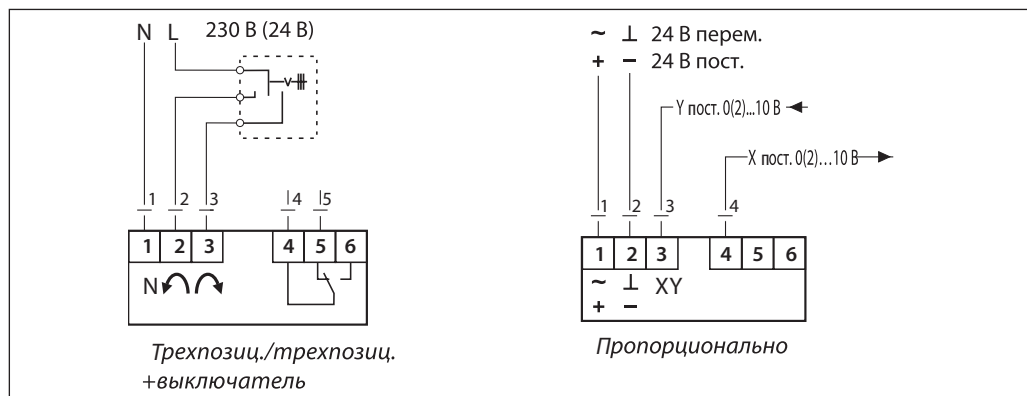 N L 230 В (24 В)
1 2 3 4 5
1 2 3 4 5 6
N
Трехпозиц./трехпозиц.
+выключатель
~ ⊥ 24 В перем.
+ − 24 В пост.
Y пост. 0(2)...10 В
X пост. 0(2)...10 В
1 2 3 4
1 2 3 4 5 6
~ ⊥ XY
+ −
Пропорционально